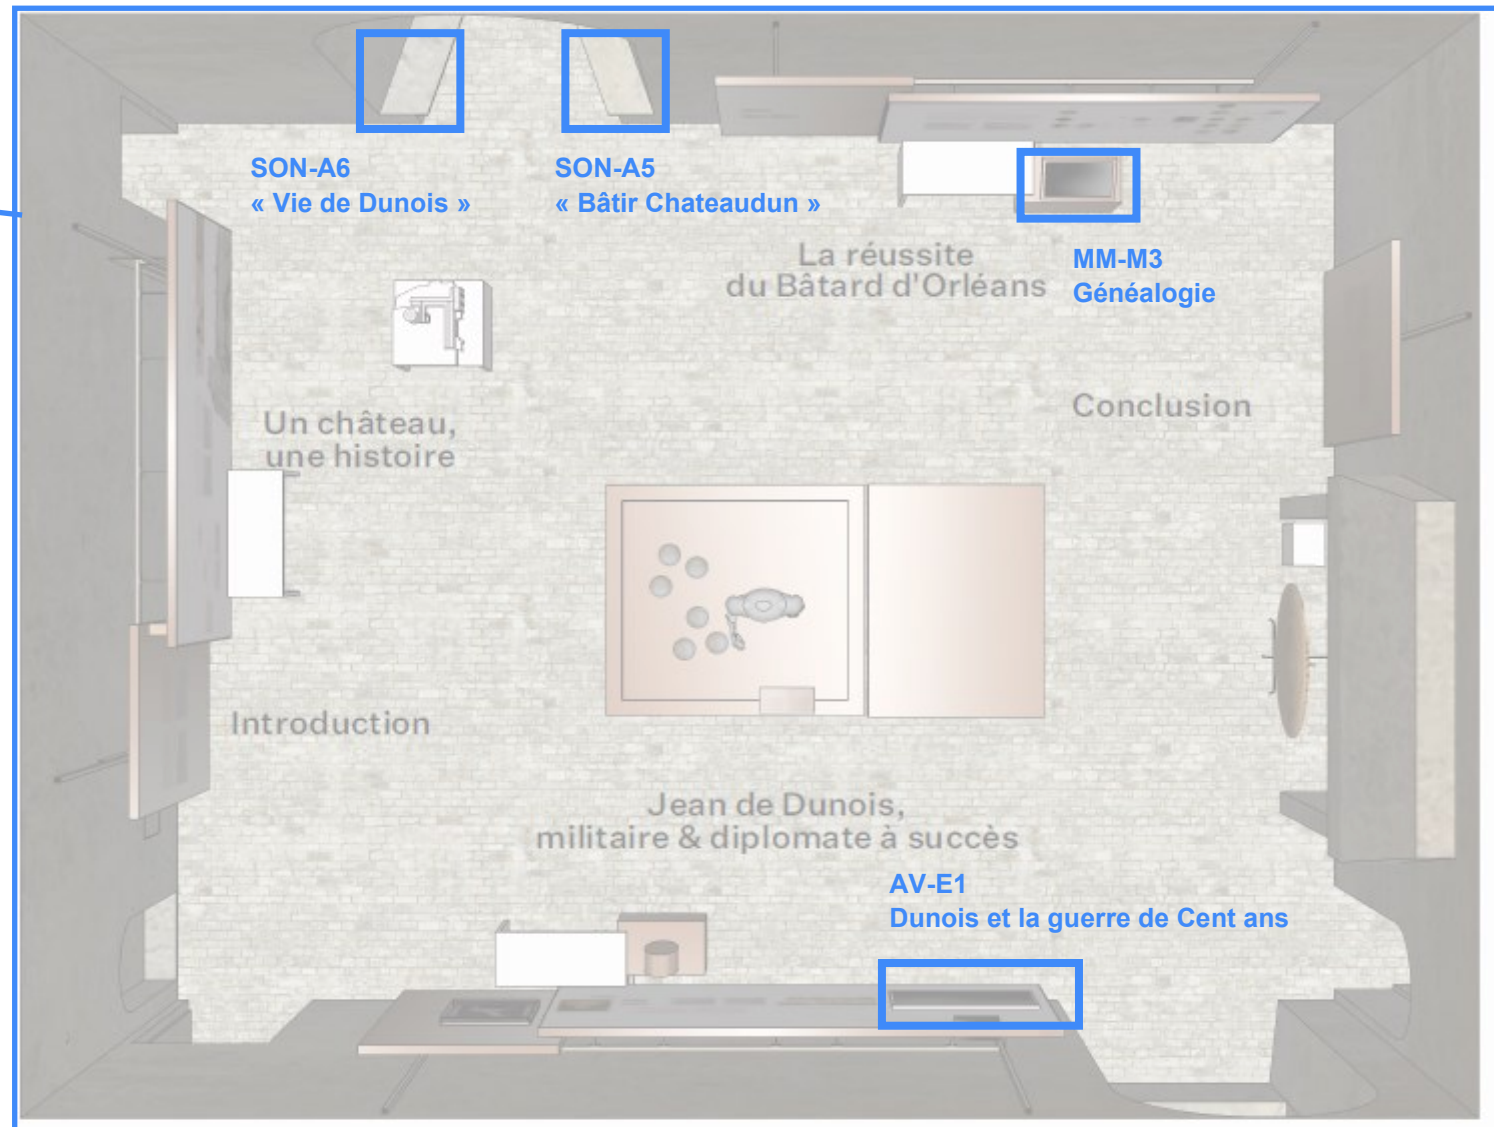 SON-A6
« Vie de Dunois »
SON-A5
« Bâtir Chateaudun »
La réussite
du Bâtard d'Orléans
MM-M3
Généalogie
Un château,
une histoire
Conclusion
Introduction
Jean de Dunois,
militaire & diplomate à succès
AV-E1
Dunois et la guerre de Cent ans